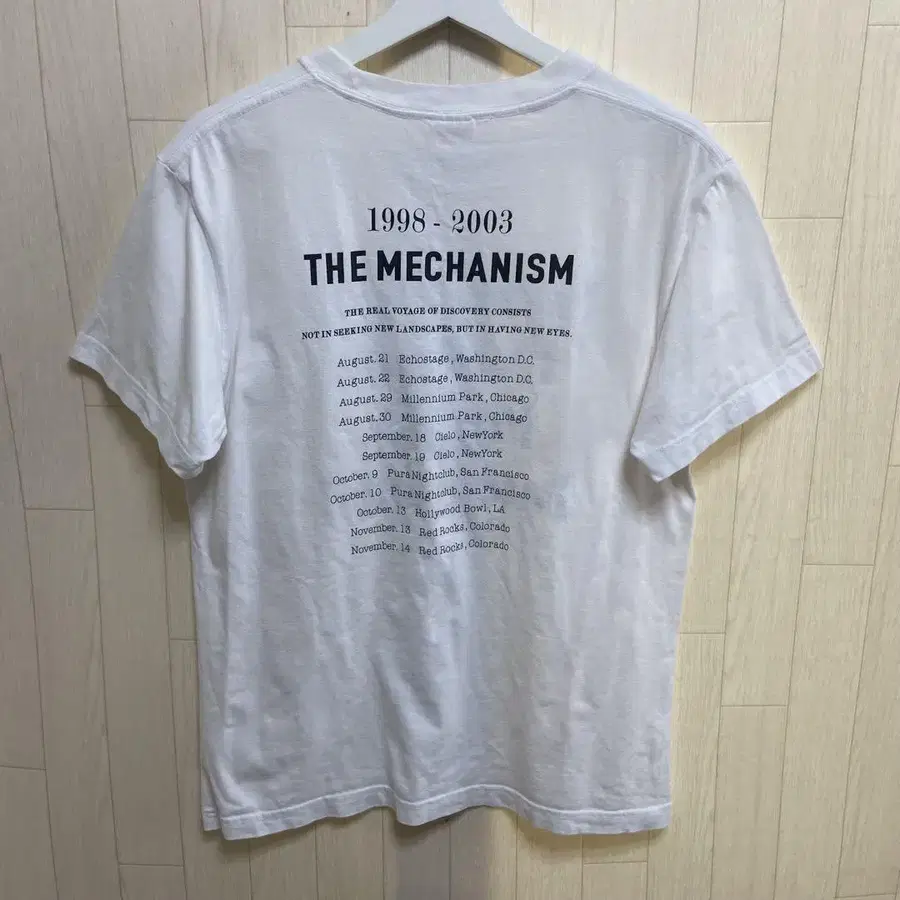 1998 - 2003
THE MECHANISM
THE REAL VOYAGE OF DISCOVERY CONSISTS
NOT IN SEEKING NEW LANDSCAPES, BUT IN HAVING NEW EYES.
August. 21 Echostage, Washington D.C.
August. 22 Echostage, Washington D.C.
August. 29 Millennium Park, Chicago
August. 30 Millennium Park, Chicago
September. 18 Cielo, NewYork
September. 19 Cielo, NewYork
October. 9 Pura Nightclub, San Francisco
October. 10 Pura Nightclub, San Francisco
October. 13 Hollywood Bowl, LA
November. 13 Red Rocks, Colorado
November. 14 Red Rocks, Colorado